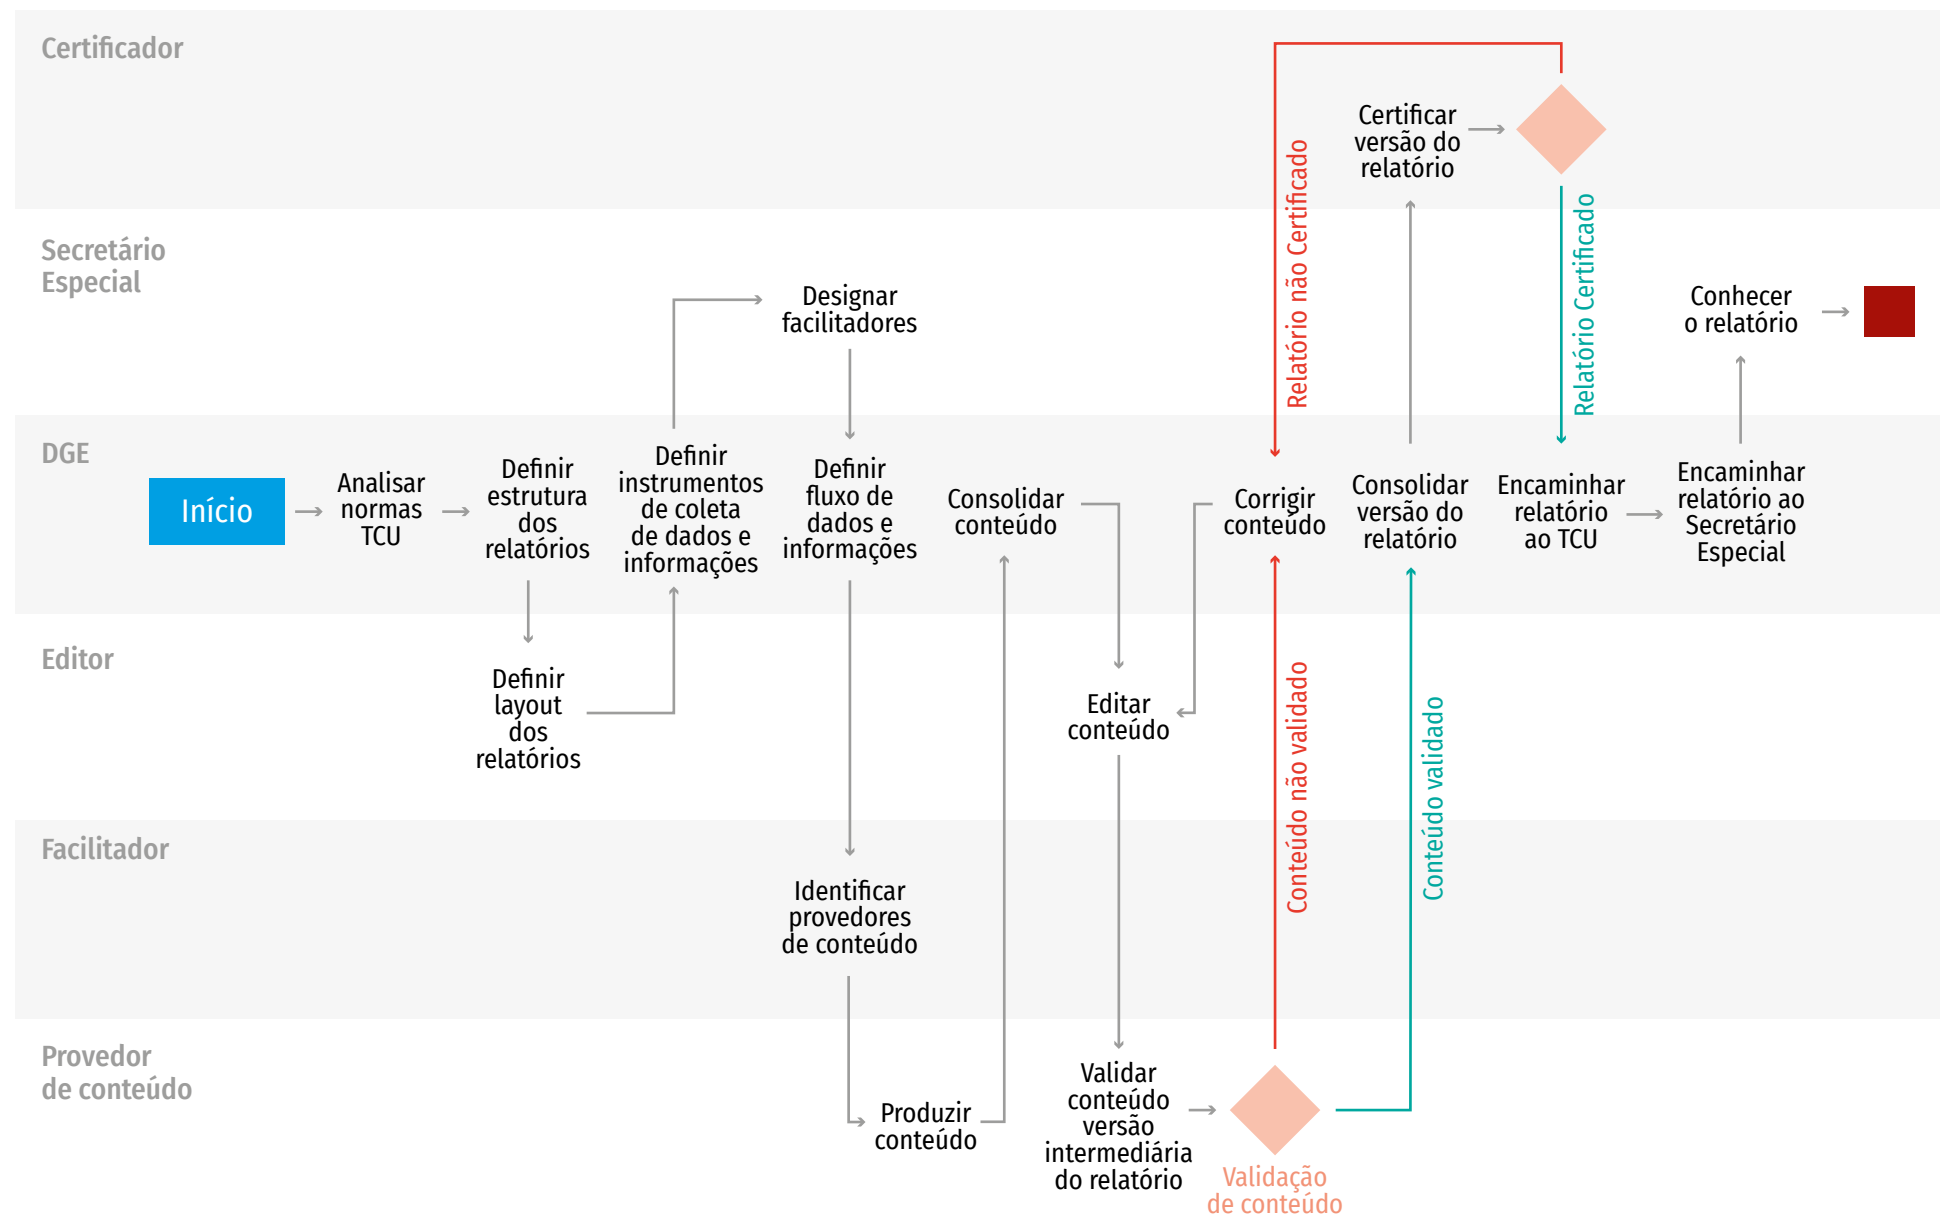 Certificador
Certificar
versão do
relatório
Relatório não Certificado
Relatório Certificado
Secretário
Especial
Designar
facilitadores
Conhecer
o relatório
DGE
Início
Analisar
normas
TCU
Definir
estrutura
dos
relatórios
Definir
instrumentos
de coleta
de dados e
informações
Definir
fluxo de
dados e
informações
Consolidar
conteúdo
Corrigir
conteúdo
Consolidar
versão do
relatório
Encaminhar
relatório
ao TCU
Encaminhar
relatório ao
Secretário
Especial
Editor
Definir
layout
dos
relatórios
Editar
conteúdo
Conteúdo não validado
Conteúdo validado
Facilitador
Identificar
provedores
de conteúdo
Provedor
de conteúdo
Produzir
conteúdo
Validar
conteúdo
versão
intermediária
do relatório
Validação
de conteúdo